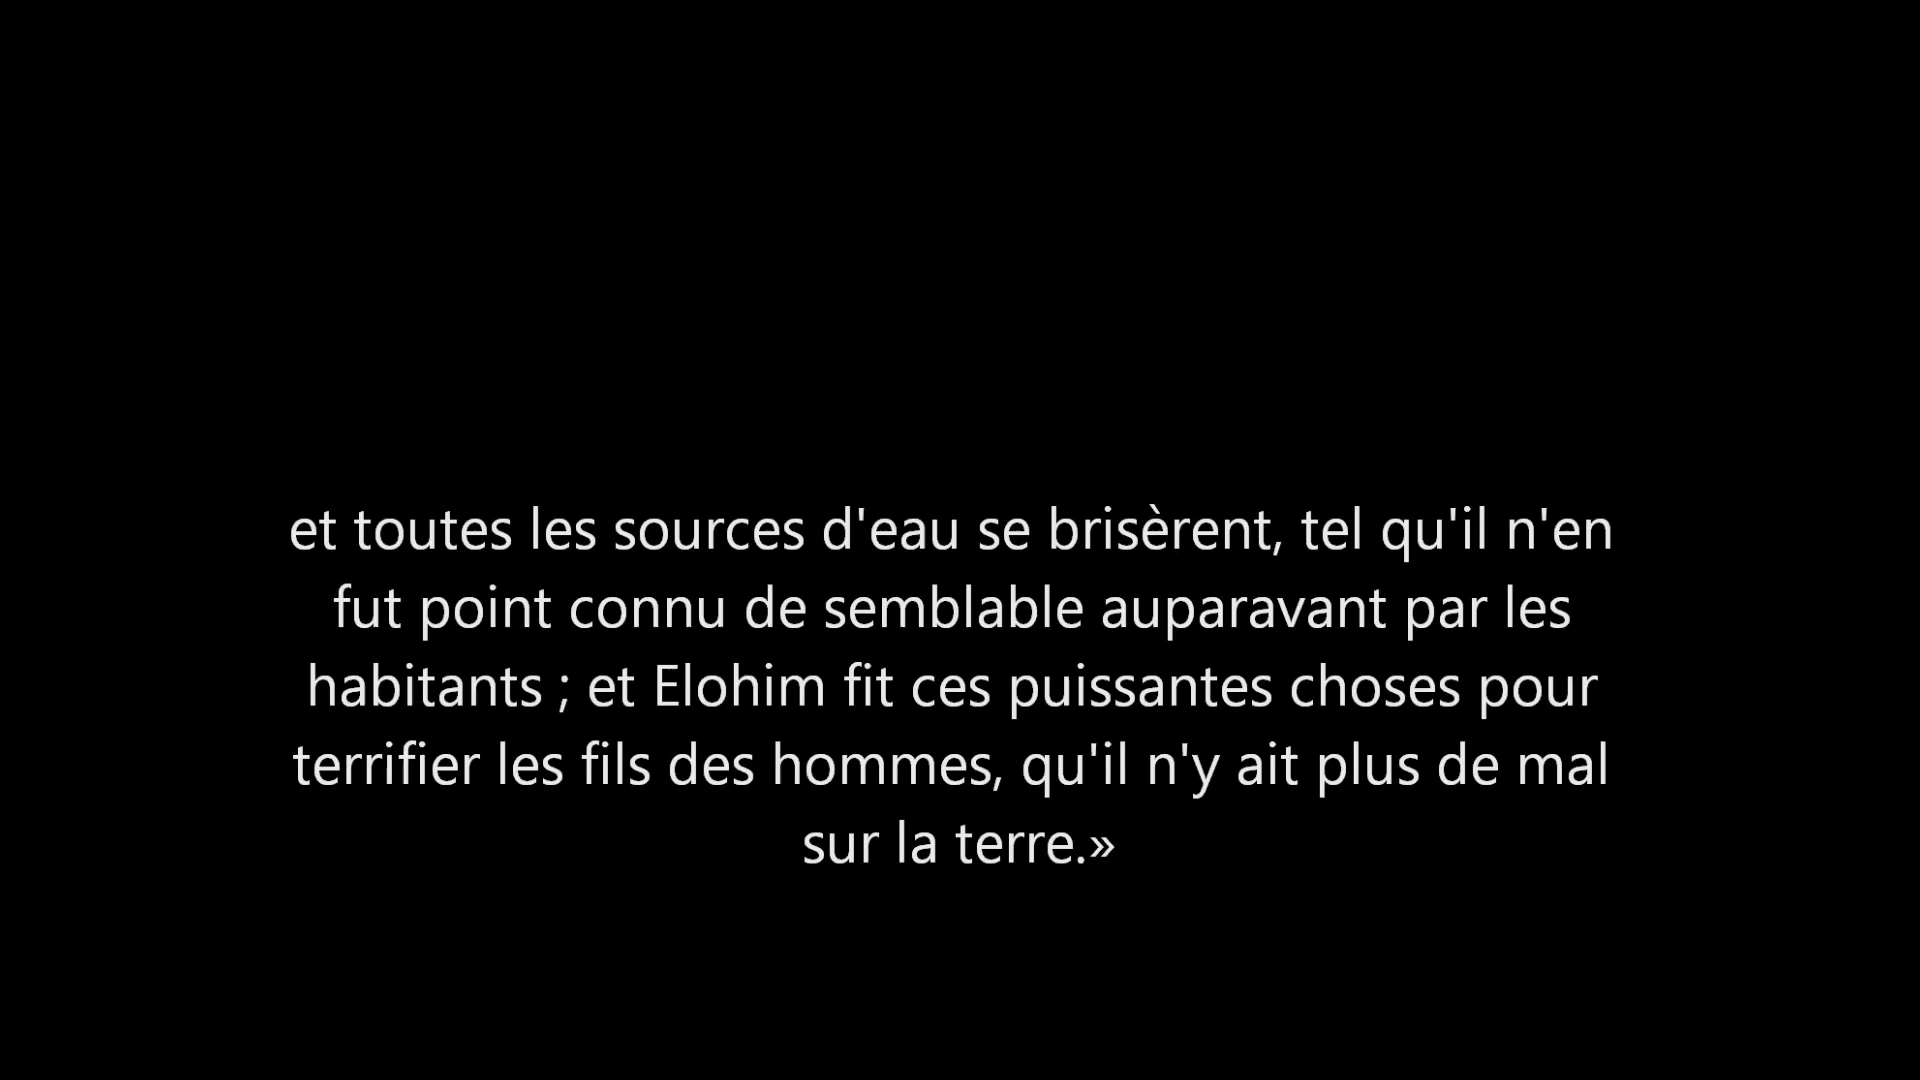 et toutes les sources d'eau se brisèrent, tel qu'il n'en
fut point connu de semblable auparavant par les
habitants ; et Elohim fit ces puissantes choses pour
terrifier les fils des hommes, qu'il n'y ait plus de mal
sur la terre.»